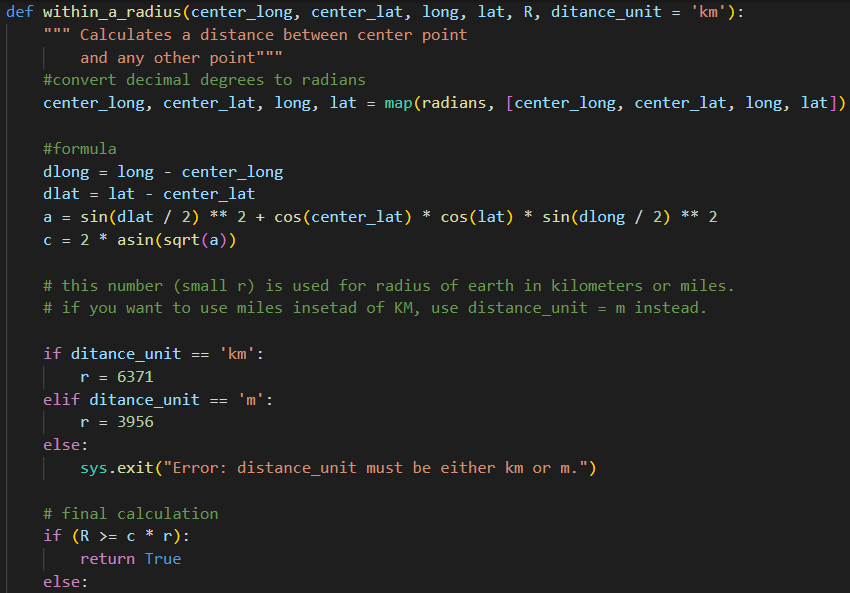 def within_a_radius(center_long, center_lat, long, lat, R, ditance_unit = 'km'):
    """ Calculates a distance between center point
        and any other point"""
    #convert decimal degrees to radians
    center_long, center_lat, long, lat = map(radians, [center_long, center_lat, long, lat])
    #formula
    dlong = long - center_long
    dlat = lat - center_lat
    a = sin(dlat / 2) ** 2 + cos(center_lat) * cos(lat) * sin(dlong / 2) ** 2
    c = 2 * asin(sqrt(a))
    # this number (small r) is used for radius of earth in kilometers or miles.
    # if you want to use miles insetad of KM, use distance_unit = m instead.
    if ditance_unit == 'km':
        r = 6371
    elif ditance_unit == 'm':
        r = 3956
    else:
        sys.exit("Error: distance_unit must be either km or m.")
    # final calculation
    if (R >= c * r):
        return True
    else: